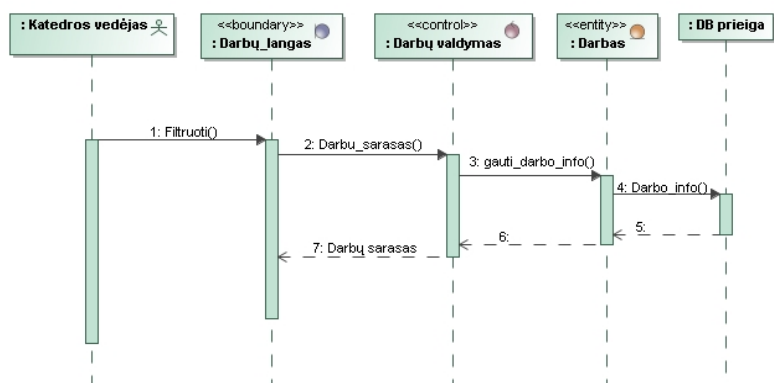 : Katedros vedėjas
<<boundary>>
: Darbų_langas
<<control>>
: Darbų valdymas
<<entity>>
: Darbas
: DB prieiga
1: Filtruoti()
2: Darbu_sarasas()
3: gauti_darbo_info()
4: Darbo_info()
5:
6:
7: Darbų sarasas